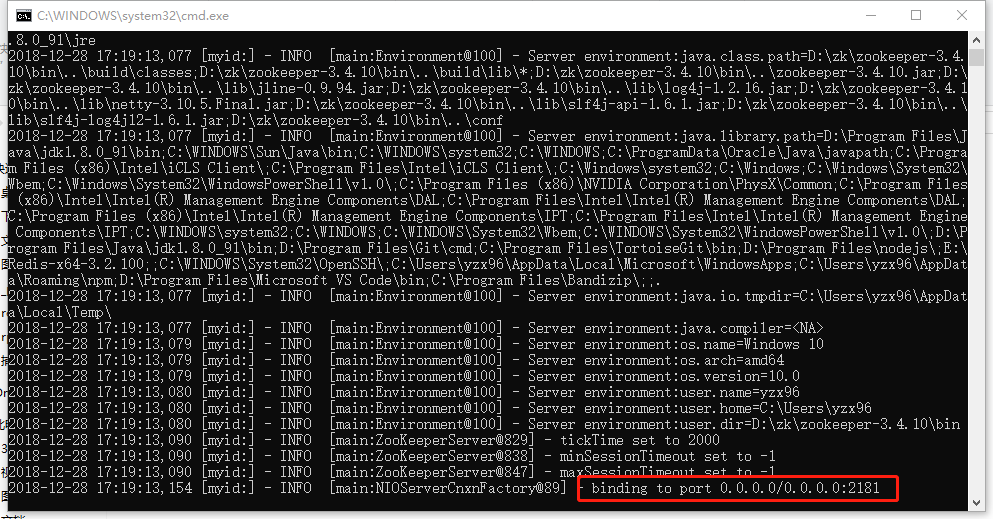 C:\WINDOWS\system32\cmd.exe
.8.0_91\jre
2018-12-28 17:19:13,077 [myid:] - INFO  [main:Environment@100] - Server environment:java.class.path=D:\zk\zookeeper-3.4.
10\bin\..\build\classes;D:\zk\zookeeper-3.4.10\bin\..\build\lib\*;D:\zk\zookeeper-3.4.10\bin\..\zookeeper-3.4.10.jar;D:\
zk\zookeeper-3.4.10\bin\..\lib\jline-0.9.94.jar;D:\zk\zookeeper-3.4.10\bin\..\lib\log4j-1.2.16.jar;D:\zk\zookeeper-3.4.1
0\bin\..\lib\netty-3.10.5.Final.jar;D:\zk\zookeeper-3.4.10\bin\..\lib\slf4j-api-1.6.1.jar;D:\zk\zookeeper-3.4.10\bin\..\
lib\slf4j-log4j12-1.6.1.jar;D:\zk\zookeeper-3.4.10\bin\..\conf
2018-12-28 17:19:13,077 [myid:] - INFO  [main:Environment@100] - Server environment:java.library.path=D:\Program Files\J
ava\jdk1.8.0_91\bin;C:\WINDOWS\Sun\Java\bin;C:\WINDOWS\system32;C:\WINDOWS;C:\ProgramData\Oracle\Java\javapath;C:\Progra
m Files (x86)\Intel\iCLS Client\;C:\Program Files\Intel\iCLS Client\;C:\Windows\system32;C:\Windows;C:\Windows\System32\
Wbem;C:\Windows\System32\WindowsPowerShell\v1.0\;C:\Program Files (x86)\NVIDIA Corporation\PhysX\Common;C:\Program Files
 (x86)\Intel\Intel(R) Management Engine Components\DAL;C:\Program Files\Intel\Intel(R) Management Engine Components\DAL;
C:\Program Files (x86)\Intel\Intel(R) Management Engine Components\IPT;C:\Program Files\Intel\Intel(R) Management Engine
 Components\IPT;C:\WINDOWS\system32;C:\WINDOWS;C:\WINDOWS\System32\Wbem;C:\WINDOWS\System32\WindowsPowerShell\v1.0\;D:\P
rogram Files\Java\jdk1.8.0_91\bin;D:\Program Files\Git\cmd;C:\Program Files\TortoiseGit\bin;D:\Program Files\nodejs\;E:\
Redis-x64-3.2.100;;C:\WINDOWS\System32\OpenSSH\;C:\Users\yzx96\AppData\Local\Microsoft\WindowsApps;C:\Users\yzx96\AppDat
a\Roaming\npm;D:\Program Files\Microsoft VS Code\bin;C:\Program Files\Bandizip\;;.
2018-12-28 17:19:13,077 [myid:] - INFO  [main:Environment@100] - Server environment:java.io.tmpdir=C:\Users\yzx96\AppDat
a\Local\Temp\
2018-12-28 17:19:13,077 [myid:] - INFO  [main:Environment@100] - Server environment:java.compiler=<NA>
2018-12-28 17:19:13,079 [myid:] - INFO  [main:Environment@100] - Server environment:os.name=Windows 10
2018-12-28 17:19:13,079 [myid:] - INFO  [main:Environment@100] - Server environment:os.arch=amd64
2018-12-28 17:19:13,079 [myid:] - INFO  [main:Environment@100] - Server environment:os.version=10.0
2018-12-28 17:19:13,080 [myid:] - INFO  [main:Environment@100] - Server environment:user.name=yzx96
2018-12-28 17:19:13,080 [myid:] - INFO  [main:Environment@100] - Server environment:user.home=C:\Users\yzx96
2018-12-28 17:19:13,080 [myid:] - INFO  [main:Environment@100] - Server environment:user.dir=D:\zk\zookeeper-3.4.10\bin
2018-12-28 17:19:13,090 [myid:] - INFO  [main:ZooKeeperServer@829] - tickTime set to 2000
2018-12-28 17:19:13,090 [myid:] - INFO  [main:ZooKeeperServer@838] - minSessionTimeout set to -1
2018-12-28 17:19:13,090 [myid:] - INFO  [main:ZooKeeperServer@847] - maxSessionTimeout set to -1
2018-12-28 17:19:13,154 [myid:] - INFO  [main:NIOServerCnxnFactory@89] - binding to port 0.0.0.0/0.0.0.0:2181